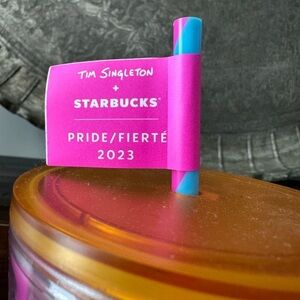 TIM SINGLETON
+
STARBUCKS®
PRIDE/FIERTÉ
2023